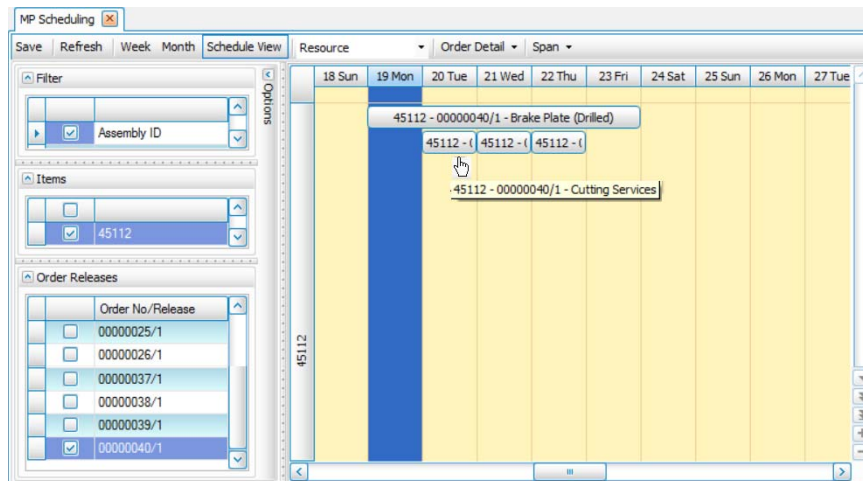 MP Scheduling
Save Refresh Week Month Schedule View Resource Order Detail Span
Filter
Assembly ID
Items
45112
Order Releases
Order No/Release
00000025/1
00000026/1
00000037/1
00000038/1
00000039/1
00000040/1
Options
18 Sun 19 Mon 20 Tue 21 Wed 22 Thu 23 Fri 24 Sat 25 Sun 26 Mon 27 Tue
45112 - 00000040/1 - Brake Plate (Drilled)
45112 - ( 45112 - ( 45112 - (
45112 - 00000040/1 - Cutting Services
45112